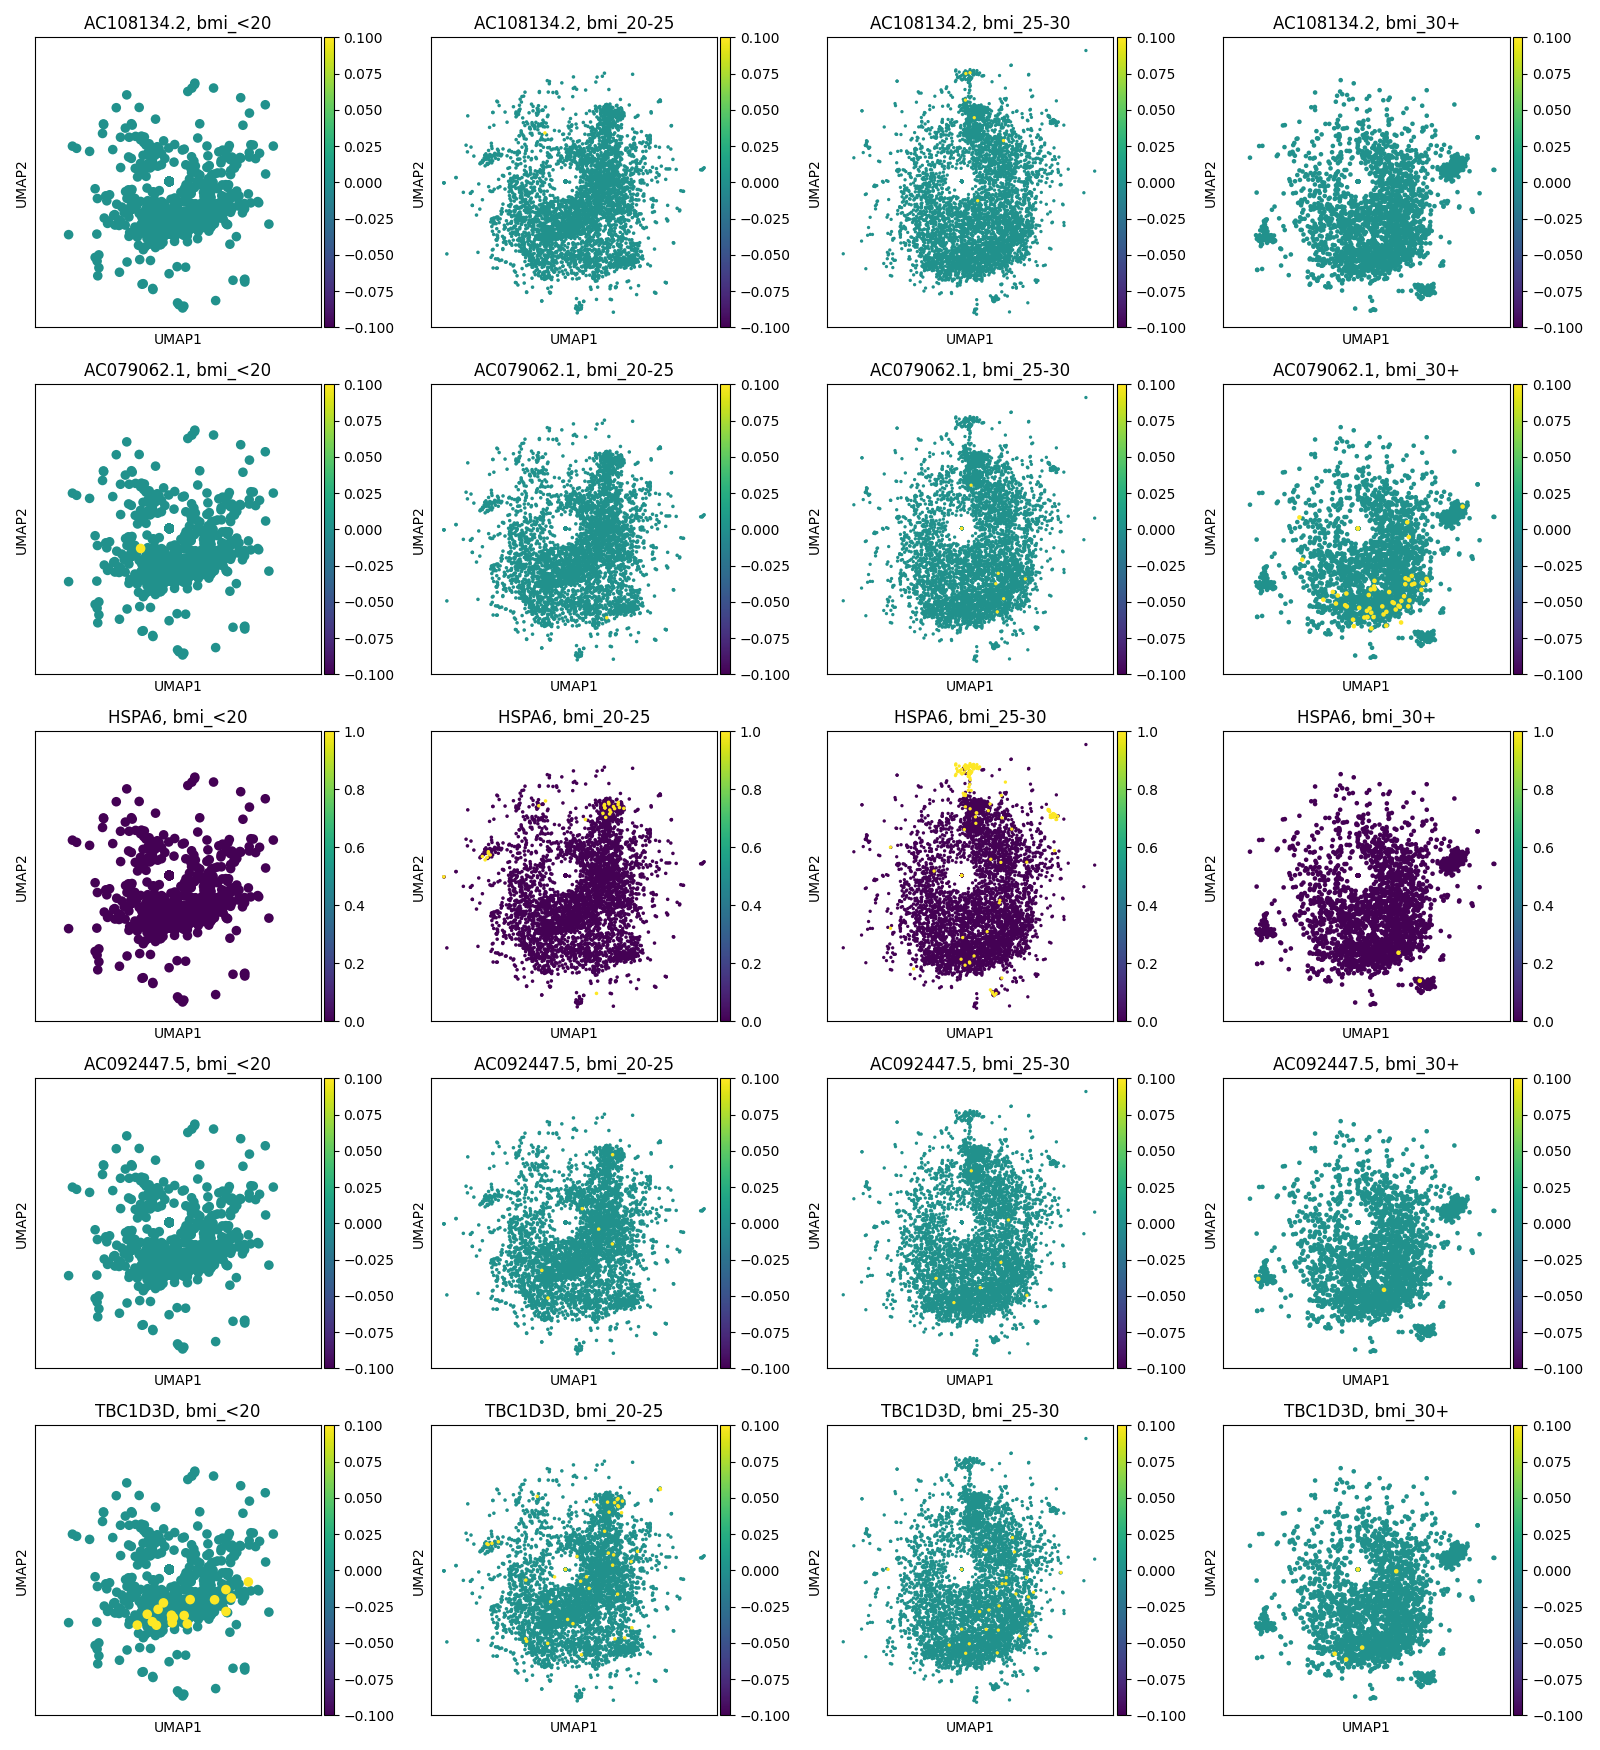 AC108134.2, bmi_<20
UMAP2
UMAP1
0.100
0.075
0.050
0.025
0.000
−0.025
−0.050
−0.075
−0.100
AC108134.2, bmi_20-25
UMAP2
UMAP1
0.100
0.075
0.050
0.025
0.000
−0.025
−0.050
−0.075
−0.100
AC108134.2, bmi_25-30
UMAP2
UMAP1
0.100
0.075
0.050
0.025
0.000
−0.025
−0.050
−0.075
−0.100
AC108134.2, bmi_30+
UMAP2
UMAP1
0.100
0.075
0.050
0.025
0.000
−0.025
−0.050
−0.075
−0.100
AC079062.1, bmi_<20
UMAP2
UMAP1
0.100
0.075
0.050
0.025
0.000
−0.025
−0.050
−0.075
−0.100
AC079062.1, bmi_20-25
UMAP2
UMAP1
0.100
0.075
0.050
0.025
0.000
−0.025
−0.050
−0.075
−0.100
AC079062.1, bmi_25-30
UMAP2
UMAP1
0.100
0.075
0.050
0.025
0.000
−0.025
−0.050
−0.075
−0.100
AC079062.1, bmi_30+
UMAP2
UMAP1
0.100
0.075
0.050
0.025
0.000
−0.025
−0.050
−0.075
−0.100
HSPA6, bmi_<20
UMAP2
UMAP1
1.0
0.8
0.6
0.4
0.2
0.0
HSPA6, bmi_20-25
UMAP2
UMAP1
1.0
0.8
0.6
0.4
0.2
0.0
HSPA6, bmi_25-30
UMAP2
UMAP1
1.0
0.8
0.6
0.4
0.2
0.0
HSPA6, bmi_30+
UMAP2
UMAP1
1.0
0.8
0.6
0.4
0.2
0.0
AC092447.5, bmi_<20
UMAP2
UMAP1
0.100
0.075
0.050
0.025
0.000
−0.025
−0.050
−0.075
−0.100
AC092447.5, bmi_20-25
UMAP2
UMAP1
0.100
0.075
0.050
0.025
0.000
−0.025
−0.050
−0.075
−0.100
AC092447.5, bmi_25-30
UMAP2
UMAP1
0.100
0.075
0.050
0.025
0.000
−0.025
−0.050
−0.075
−0.100
AC092447.5, bmi_30+
UMAP2
UMAP1
0.100
0.075
0.050
0.025
0.000
−0.025
−0.050
−0.075
−0.100
TBC1D3D, bmi_<20
UMAP2
UMAP1
0.100
0.075
0.050
0.025
0.000
−0.025
−0.050
−0.075
−0.100
TBC1D3D, bmi_20-25
UMAP2
UMAP1
0.100
0.075
0.050
0.025
0.000
−0.025
−0.050
−0.075
−0.100
TBC1D3D, bmi_25-30
UMAP2
UMAP1
0.100
0.075
0.050
0.025
0.000
−0.025
−0.050
−0.075
−0.100
TBC1D3D, bmi_30+
UMAP2
UMAP1
0.100
0.075
0.050
0.025
0.000
−0.025
−0.050
−0.075
−0.100